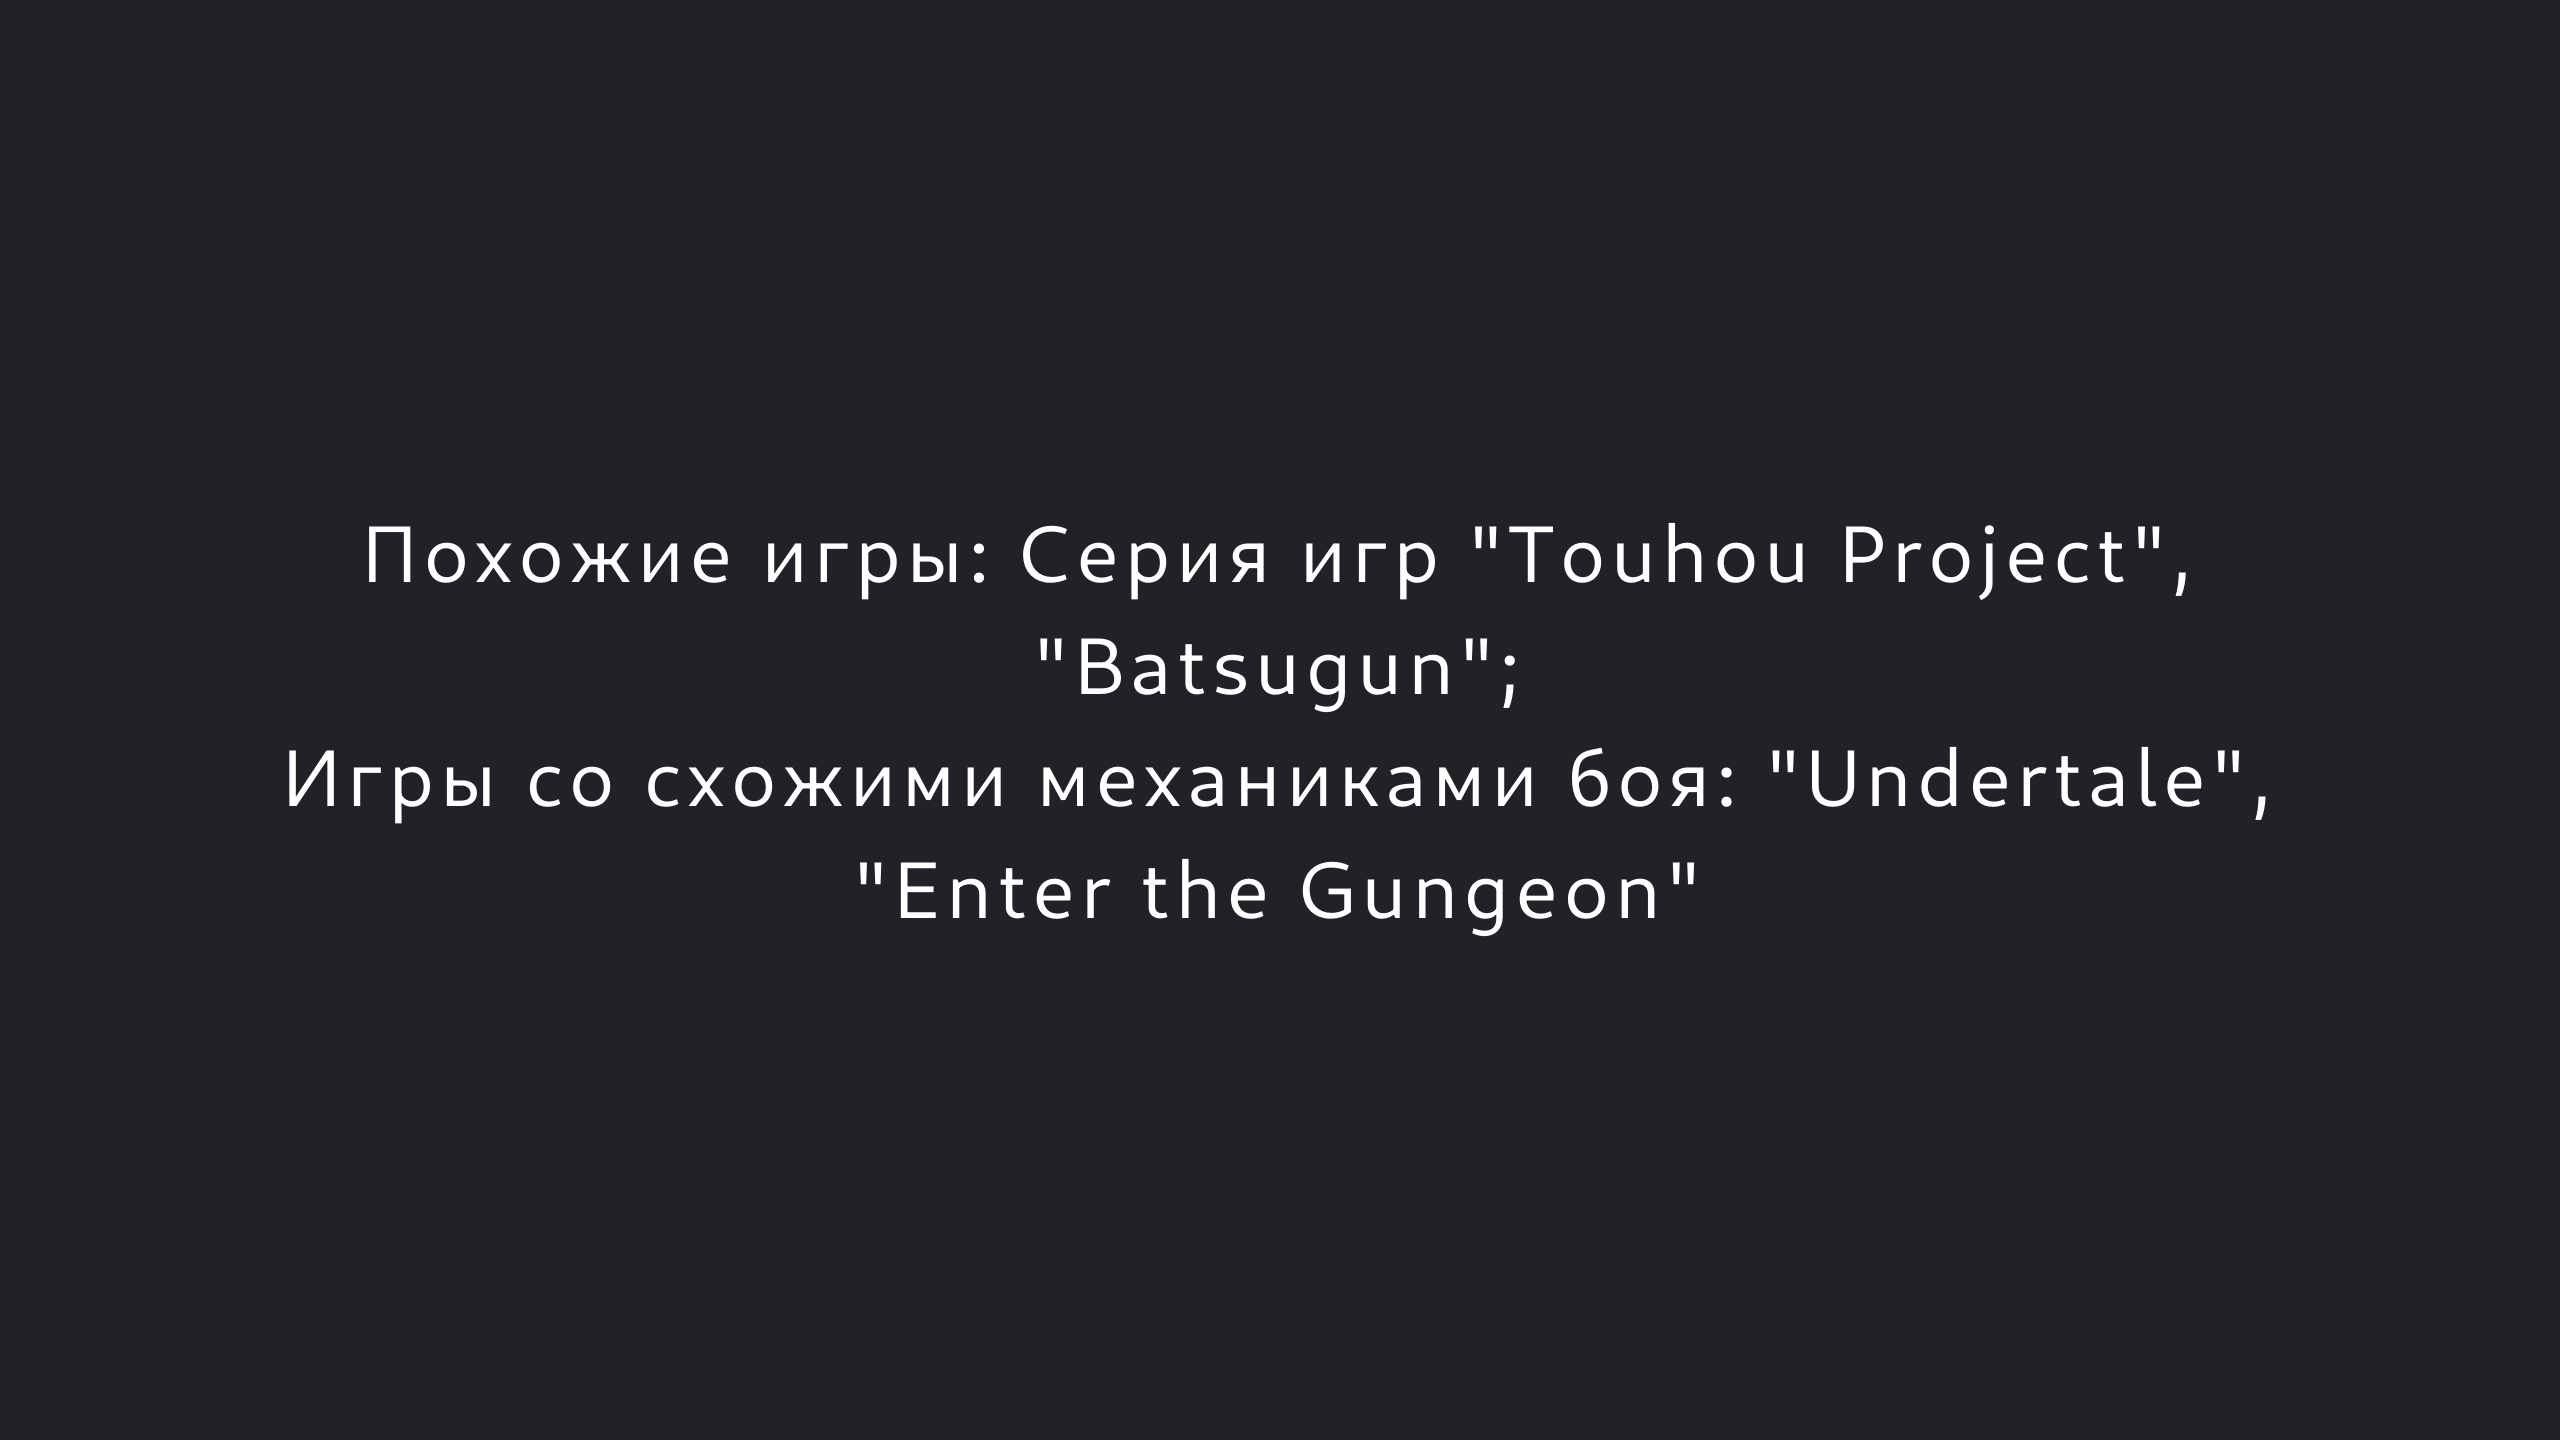 Похожие игры: Серия игр "Touhou Project",
"Batsugun";
Игры со схожими механиками боя: "Undertale",
"Enter the Gungeon"